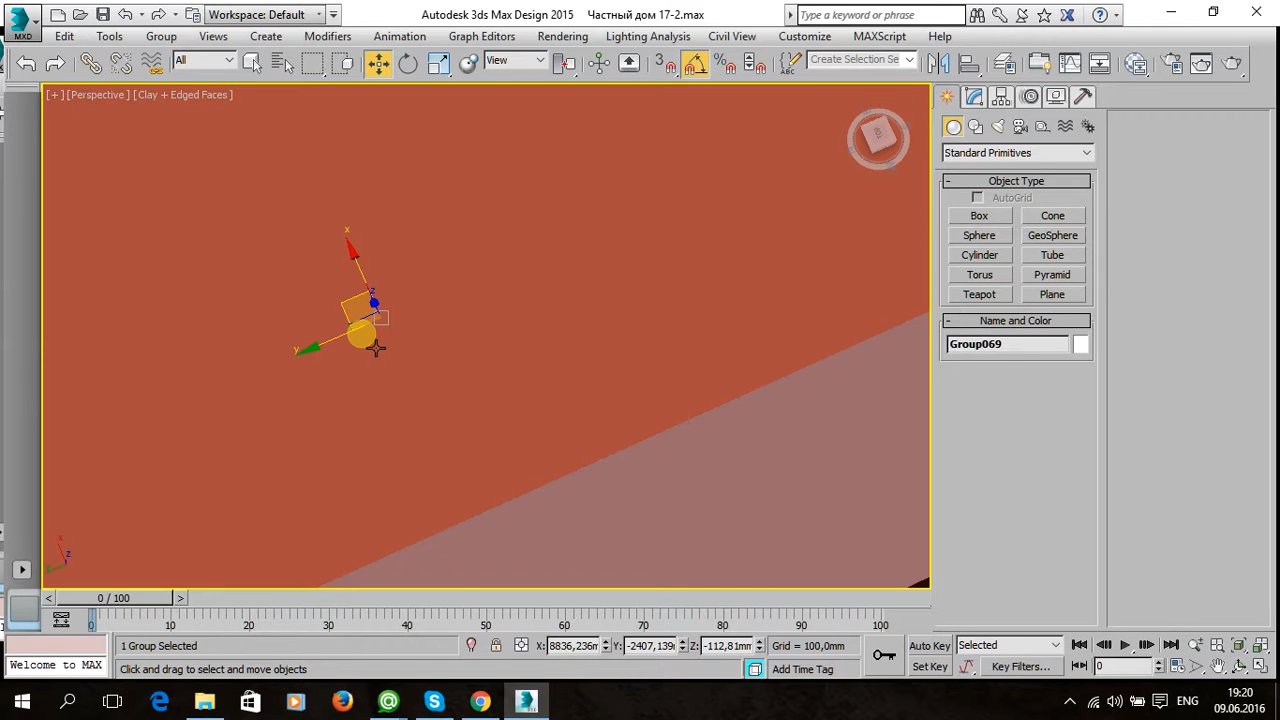 Workspace: Default
Autodesk 3ds Max Design 2015    Частный дом 17-2.max
Type a keyword or phrase
MXD
Edit Tools Group Views Create Modifiers Animation Graph Editors Rendering Lighting Analysis Civil View Customize MAXScript Help
All View 3 Create Selection Se
[+] [Perspective] [Clay + Edged Faces]
Standard Primitives
Object Type
AutoGrid
Box Cone
Sphere GeoSphere
Cylinder Tube
Torus Pyramid
Teapot Plane
Name and Color
Group069
x
z
y
x
z
0 / 100
0 10 20 30 40 50 60 70 80 90 100
1 Group Selected X: 8836,236m Y: -2407,139 Z: -112,81mm Grid = 100,0mm Auto Key Selected
Welcome to MAX Click and drag to select and move objects Add Time Tag Set Key Key Filters... 0
ENG
19:20
09.06.2016